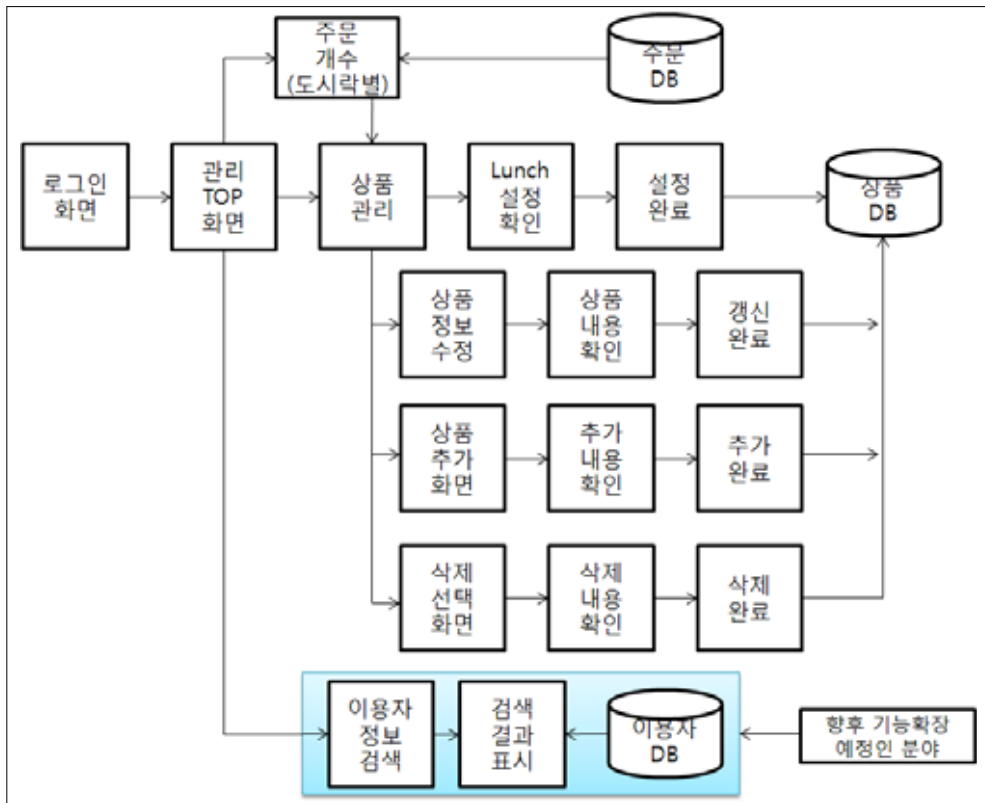 주문
개수
(도시락별)
주문
DB
로그인
화면
관리
TOP
화면
상품
관리
Lunch
설정
확인
설정
완료
상품
DB
상품
정보
수정
상품
내용
확인
갱신
완료
상품
추가
화면
추가
내용
확인
추가
완료
삭제
선택
화면
삭제
내용
확인
삭제
완료
이용자
정보
검색
검색
결과
표시
이용자
DB
향후 기능확장
예정인 분야